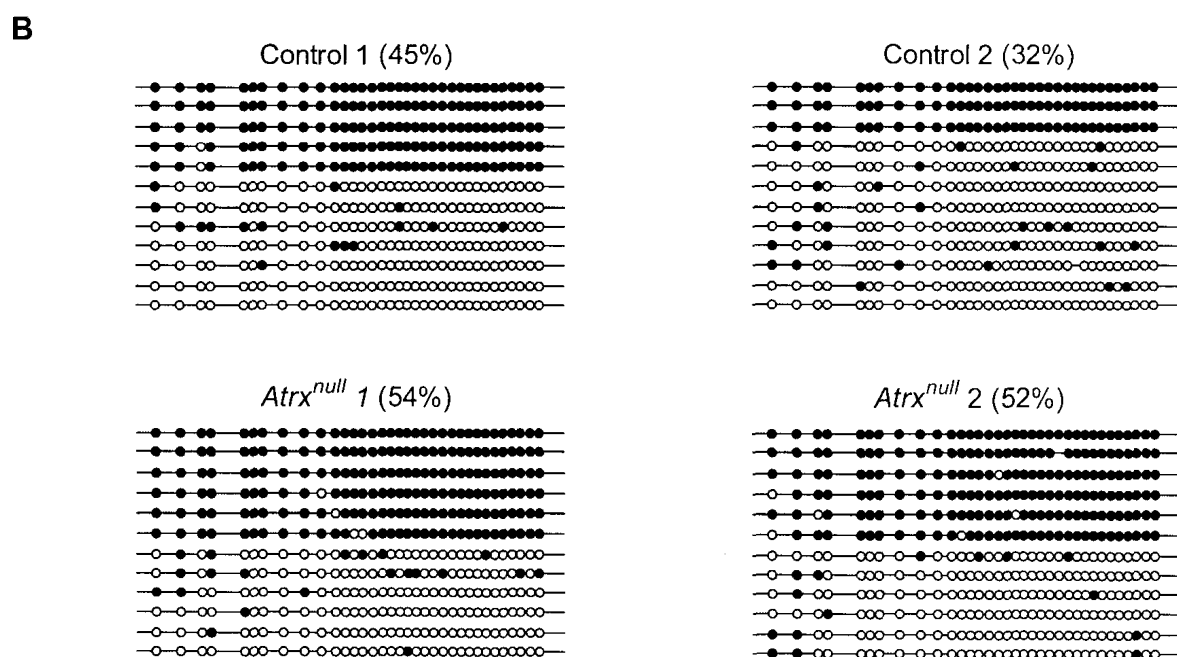 B
Control 1 (45%)
Control 2 (32%)
Atrx^null 1 (54%)
Atrx^null 2 (52%)